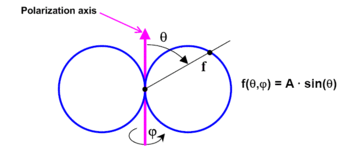 Polarization axis
θ
f
f(θ,φ) = A · sin(θ)
φ